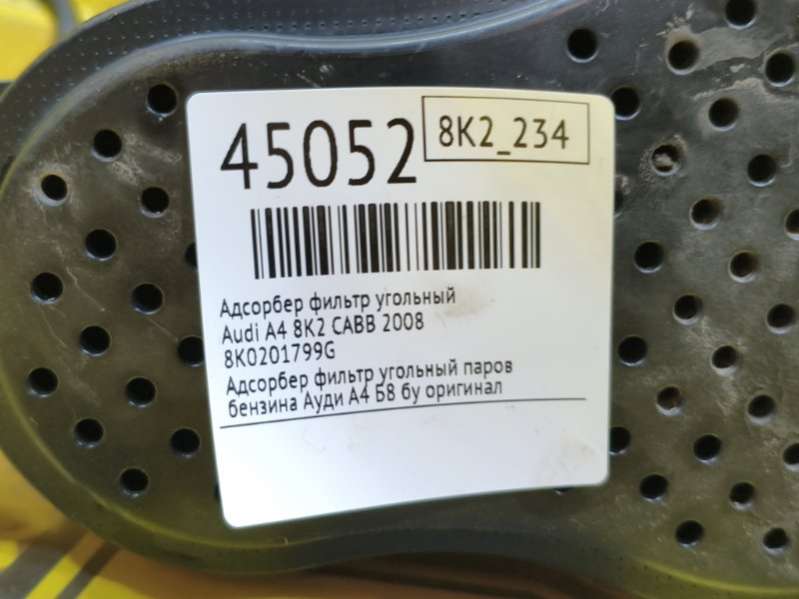 45052
8K2_234
Адсорбер фильтр угольный
Audi A4 8K2 CABB 2008
8K0201799G
Адсорбер фильтр угольный паров
бензина Ауди А4 Б8 бу оригинал